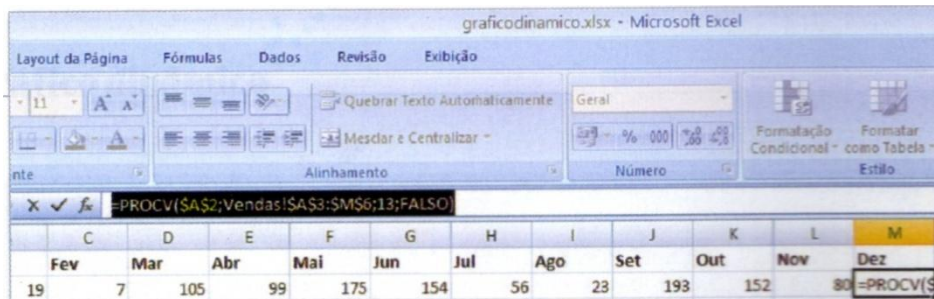 graficodinamico.xlsx - Microsoft Excel
Layout da Página Fórmulas Dados Revisão Exibição
11 A A Quebrar Texto Automaticamente Geral
A Mesclar e Centralizar % 000 Formatação Condicional Formatar como Tabela
nte Alinhamento Número Estilo
=PROCV($A$2;Vendas!$A$3:$M$6;13;FALSO)
C D E F G H I J K L M
Fev Mar Abr Mai Jun Jul Ago Set Out Nov Dez
19 7 105 99 175 154 56 23 193 152 80 =PROCV($